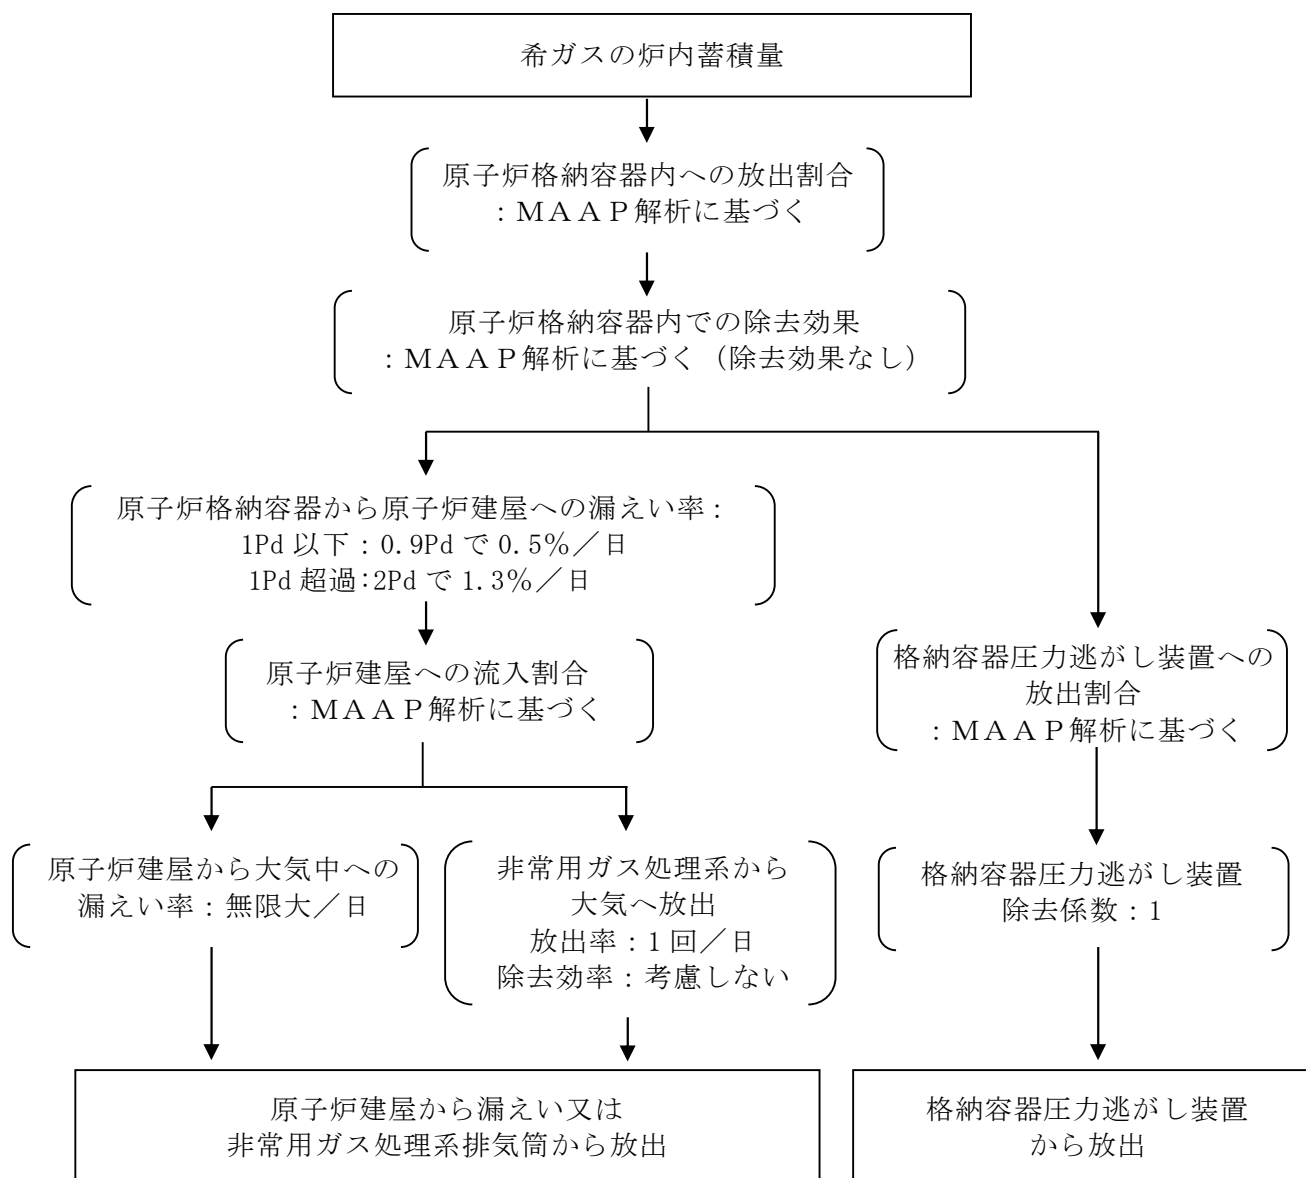 希ガスの炉内蓄積量
原子炉格納容器内への放出割合
：ＭＡＡＰ解析に基づく
原子炉格納容器内での除去効果
：ＭＡＡＰ解析に基づく（除去効果なし）
原子炉格納容器から原子炉建屋への漏えい率：
1Pd 以下：0.9Pd で 0.5％／日
1Pd 超過：2Pd で 1.3％／日
原子炉建屋への流入割合
：ＭＡＡＰ解析に基づく
格納容器圧力逃がし装置への
放出割合
：ＭＡＡＰ解析に基づく
原子炉建屋から大気中への
漏えい率：無限大／日
非常用ガス処理系から
大気へ放出
放出率：1 回／日
除去効率：考慮しない
格納容器圧力逃がし装置
除去係数：1
原子炉建屋から漏えい又は
非常用ガス処理系排気筒から放出
格納容器圧力逃がし装置
から放出